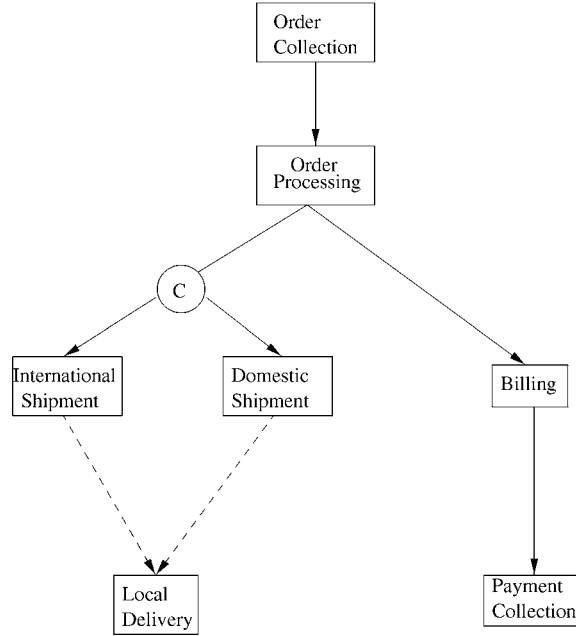 Order
Collection
Order
Processing
C
International
Shipment
Domestic
Shipment
Billing
Local
Delivery
Payment
Collection